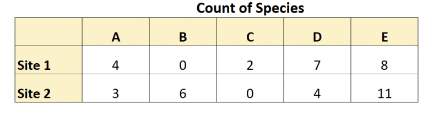 Count of Species
A B C D E
Site 1 4 0 2 7 8
Site 2 3 6 0 4 11